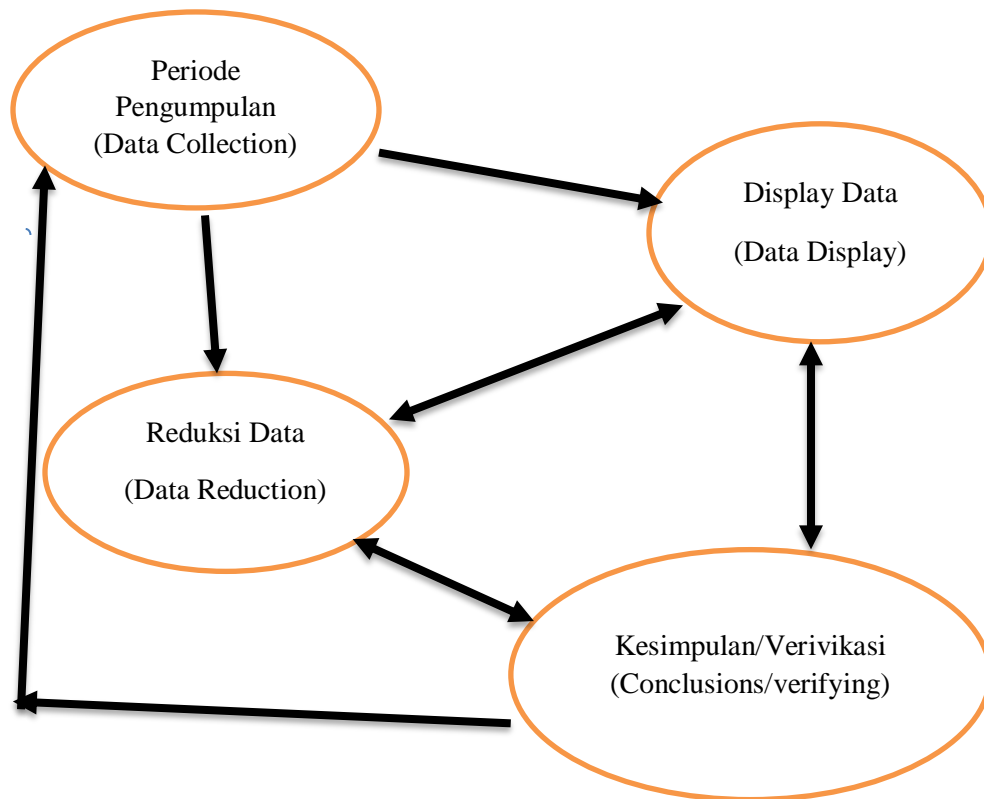 Periode
Pengumpulan
(Data Collection)
Display Data
(Data Display)
Reduksi Data
(Data Reduction)
Kesimpulan/Verivikasi
(Conclusions/verifying)